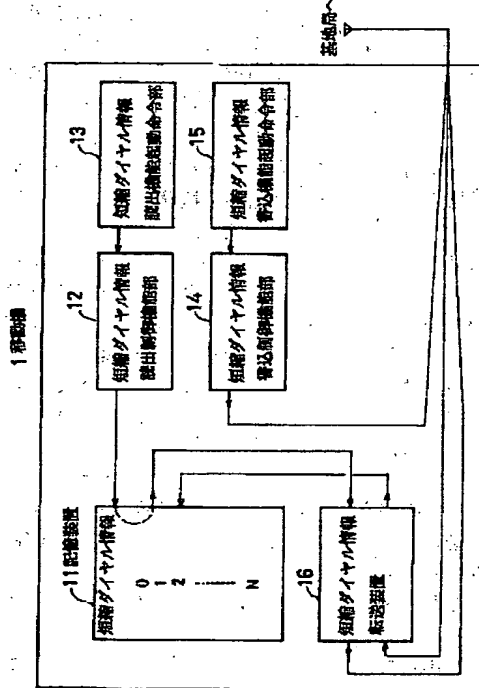 1 移動機
基地局へ
13
短縮ダイヤル情報
読出機能起動命令部
15
短縮ダイヤル情報
書込機能起動命令部
12
短縮ダイヤル情報
読出制御機能部
14
短縮ダイヤル情報
書込制御機能部
11 記憶装置
短縮ダイヤル情報
0
1
2
N
16
短縮ダイヤル情報
転送装置